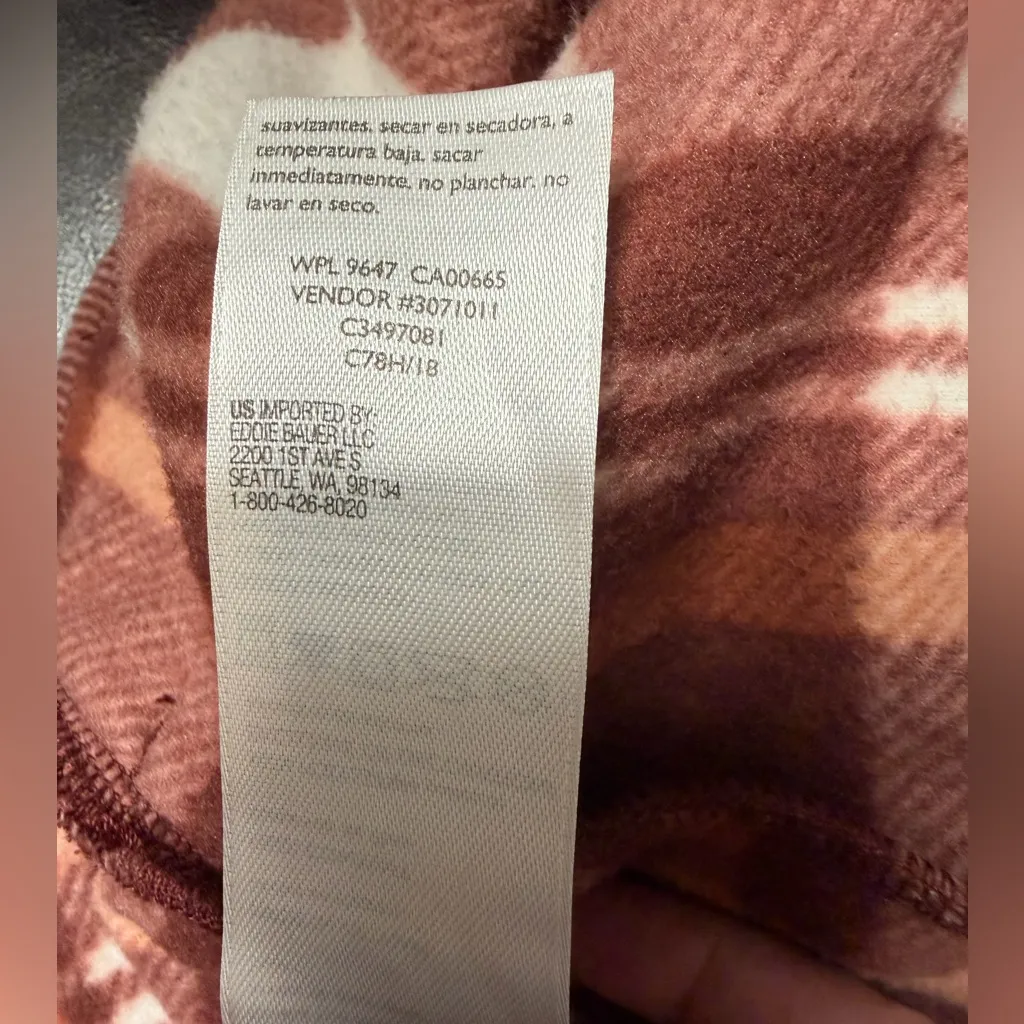 suavizantes. secar en secadora, a
temperatura baja. sacar
inmediatamente. no planchar. no
lavar en seco.
WPL 9647 CA00665
VENDOR #3071011
C3497081
C78H/18
US IMPORTED BY:
EDDIE BAUER LLC
2200 1ST AVE S
SEATTLE, WA, 98134
1-800-426-8020